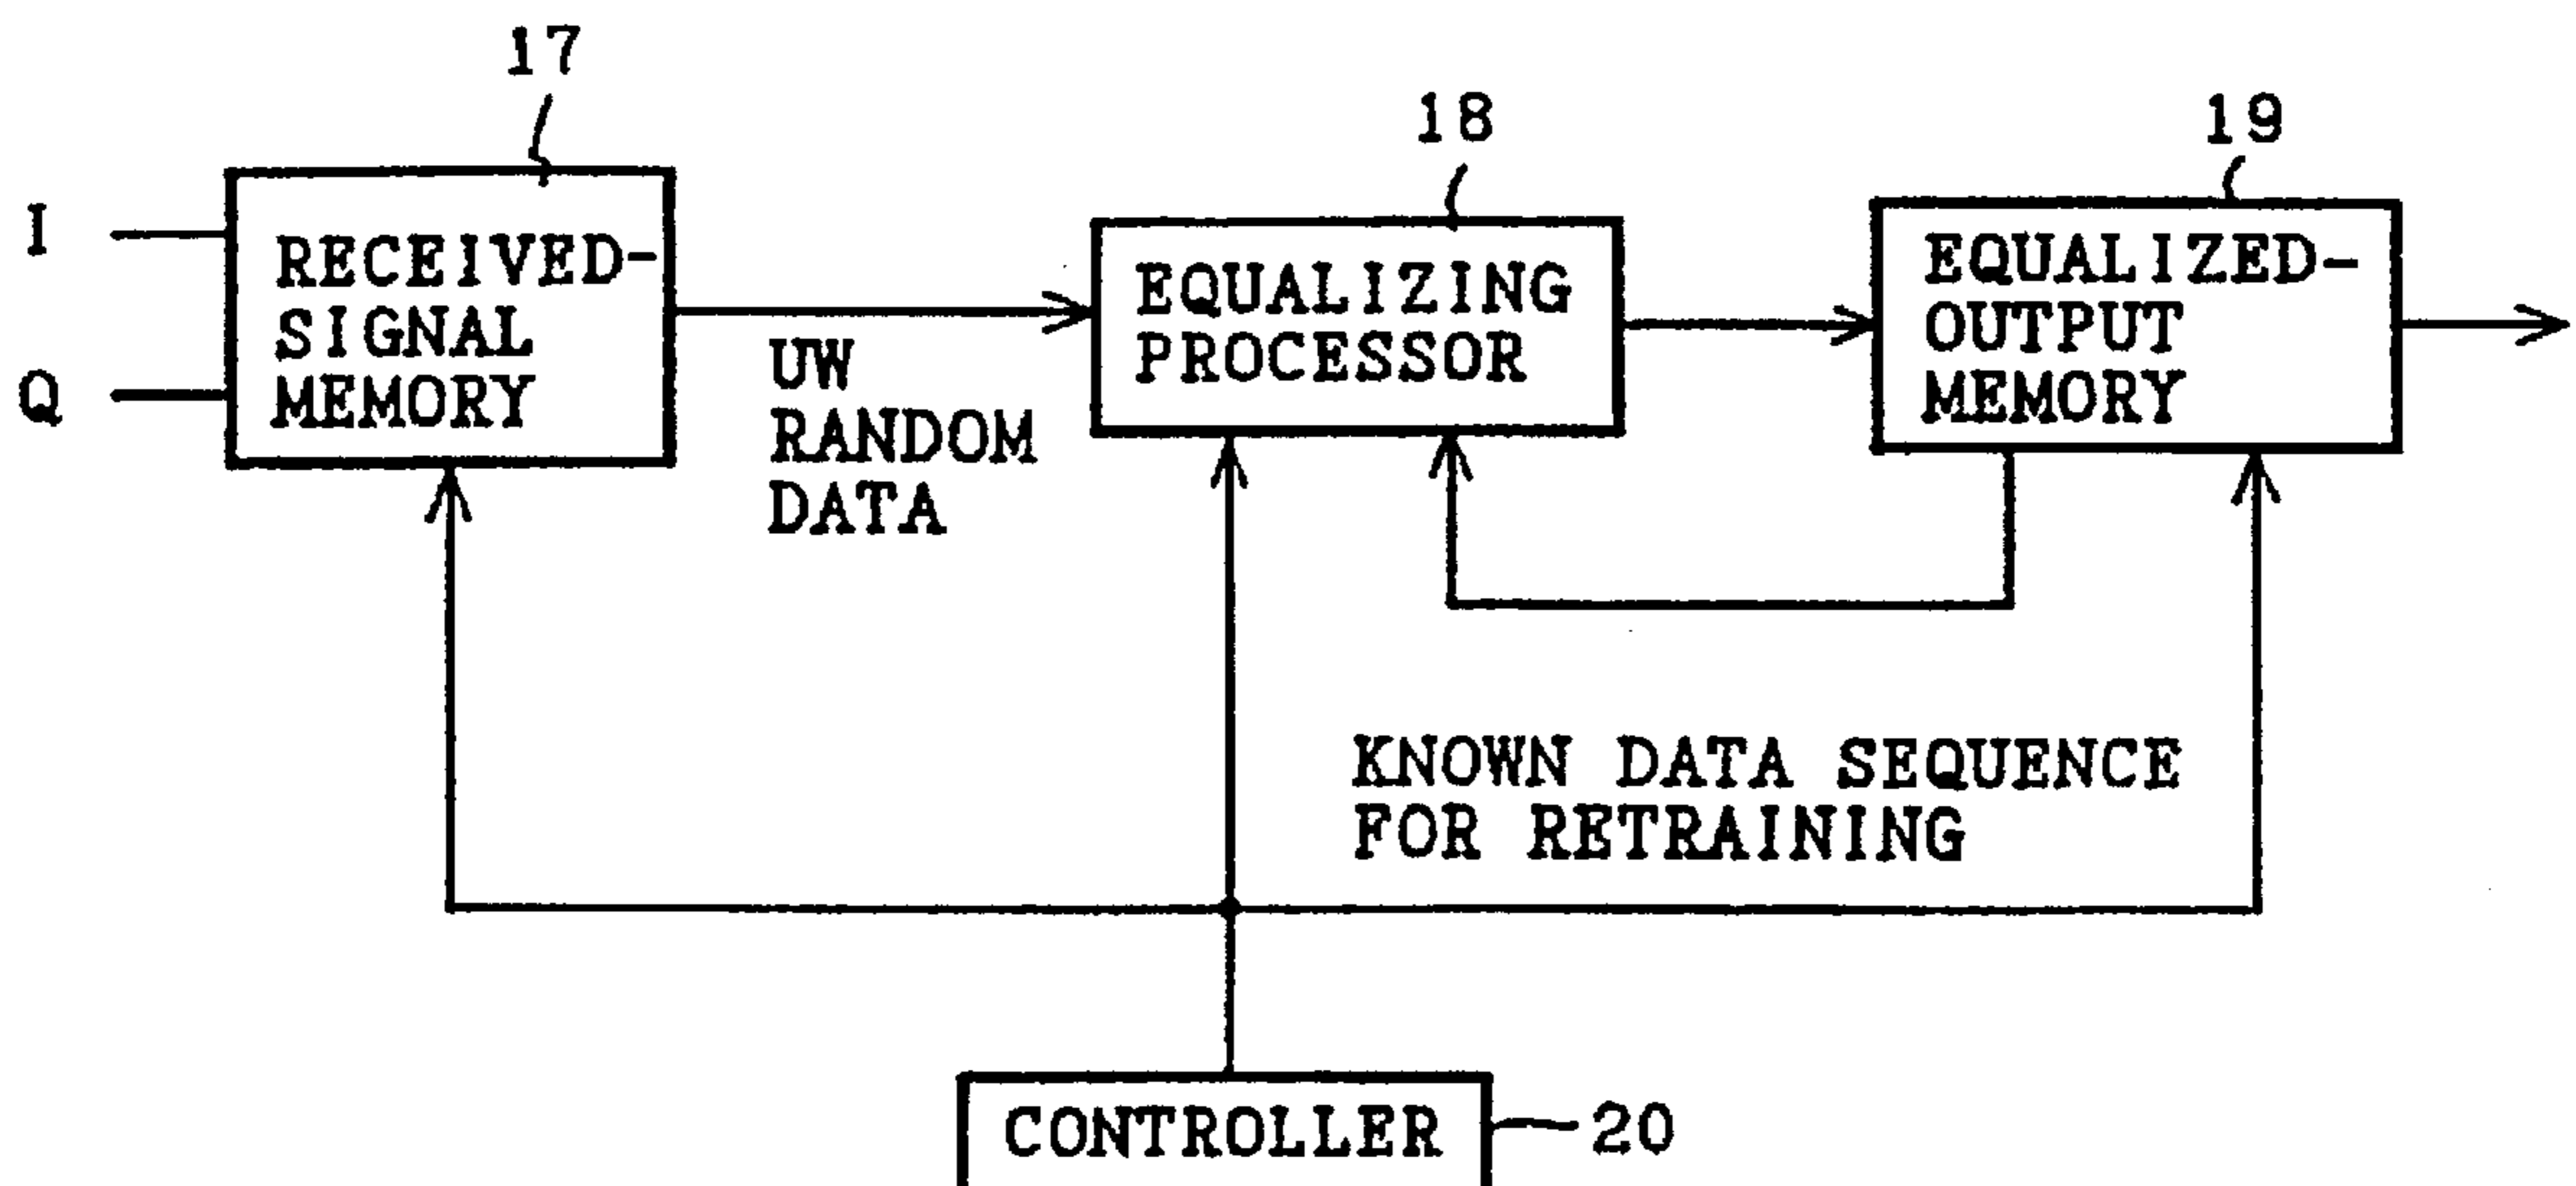 17
18
19
I
Q
RECEIVED-
SIGNAL
MEMORY
UW
RANDOM
DATA
EQUALIZING
PROCESSOR
EQUALIZED-
OUTPUT
MEMORY
KNOWN DATA SEQUENCE
FOR RETRAINING
CONTROLLER
20